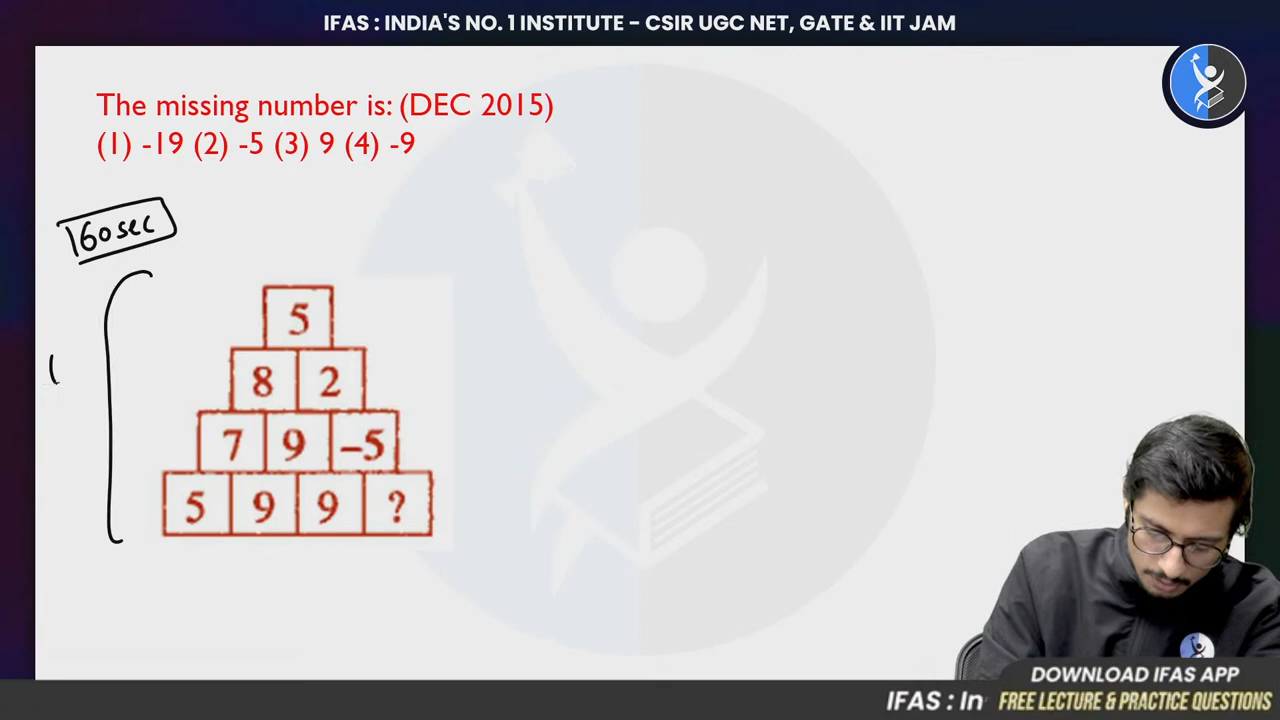 IFAS : INDIA'S NO. 1 INSTITUTE - CSIR UGC NET, GATE & IIT JAM
The missing number is: (DEC 2015)
(1) -19 (2) -5 (3) 9 (4) -9
160sec
5
8 2
7 9 -5
5 9 9 ?
DOWNLOAD IFAS APP
IFAS : In
FREE LECTURE & PRACTICE QUESTIONS